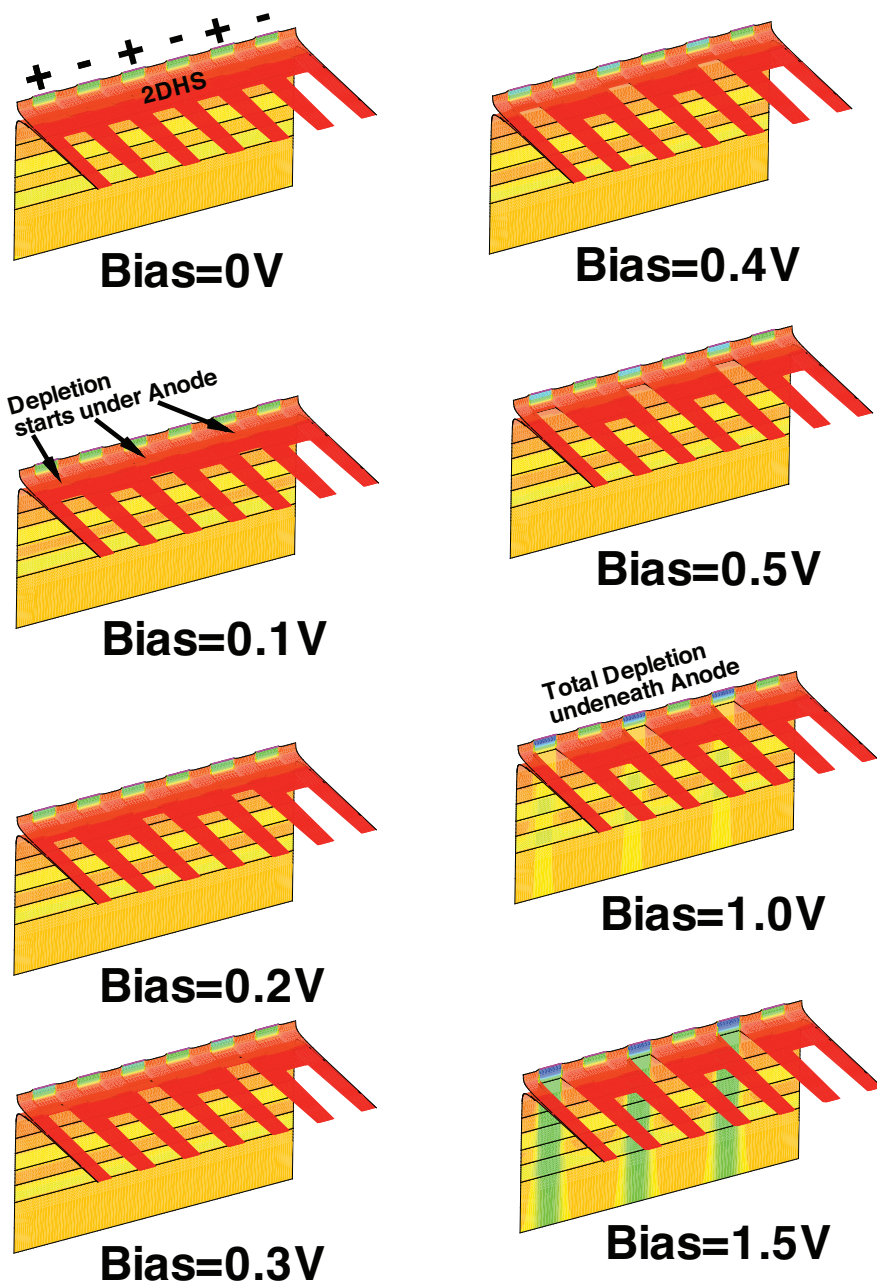 + - + - + -
2DHS
Bias=0V
Depletion
starts under Anode
Bias=0.1V
Bias=0.2V
Bias=0.3V
Bias=0.4V
Bias=0.5V
Total Depletion
undeneath Anode
Bias=1.0V
Bias=1.5V